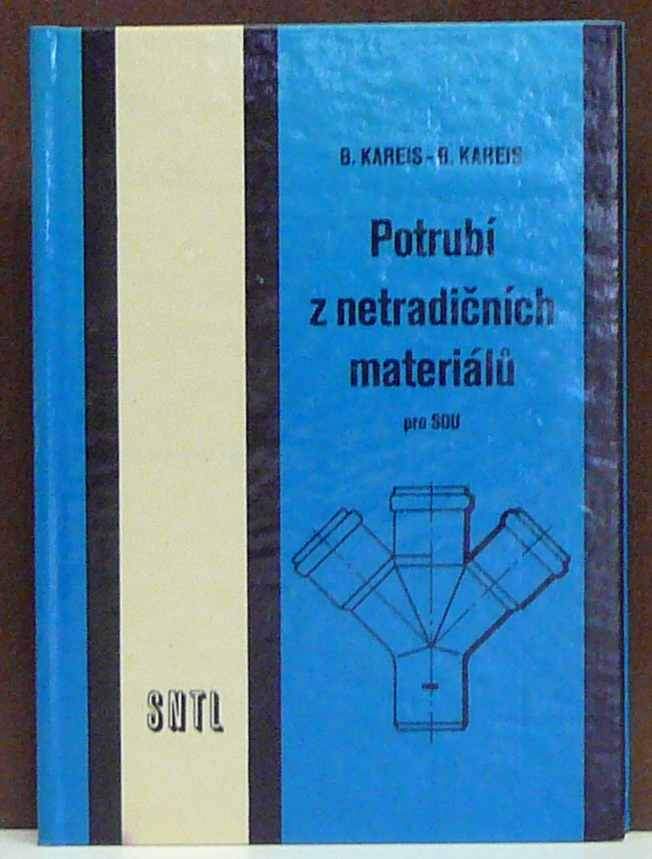 B. KAREIS - B. KAREIS
Potrubí
z netradičních
materiálů
pro SOU
SNTL